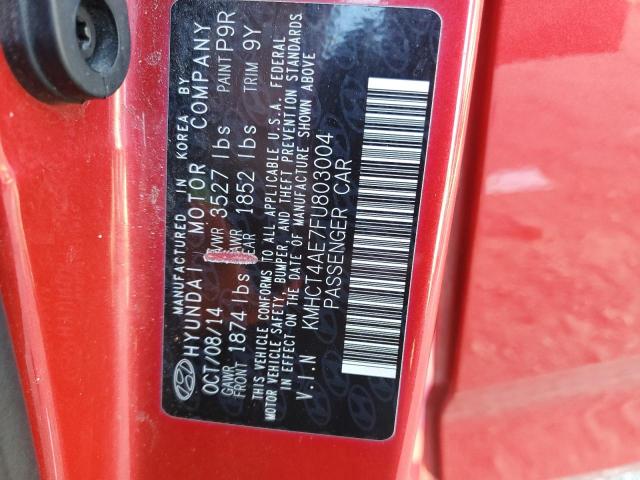 MANUFACTURED IN KOREA BY
HYUNDAI MOTOR COMPANY
OCT/08/14 GVWR 3527 lbs PAINT P9R
GAWR FRONT 1874 lbs GAWR REAR 1852 lbs TRIM 9Y
THIS VEHICLE CONFORMS TO ALL APPLICABLE U.S.A. FEDERAL
MOTOR VEHICLE SAFETY, BUMPER, AND THEFT PREVENTION STANDARDS
IN EFFECT ON THE DATE OF MANUFACTURE SHOWN ABOVE
V.I.N KMHCT4AE7FU803004
PASSENGER CAR